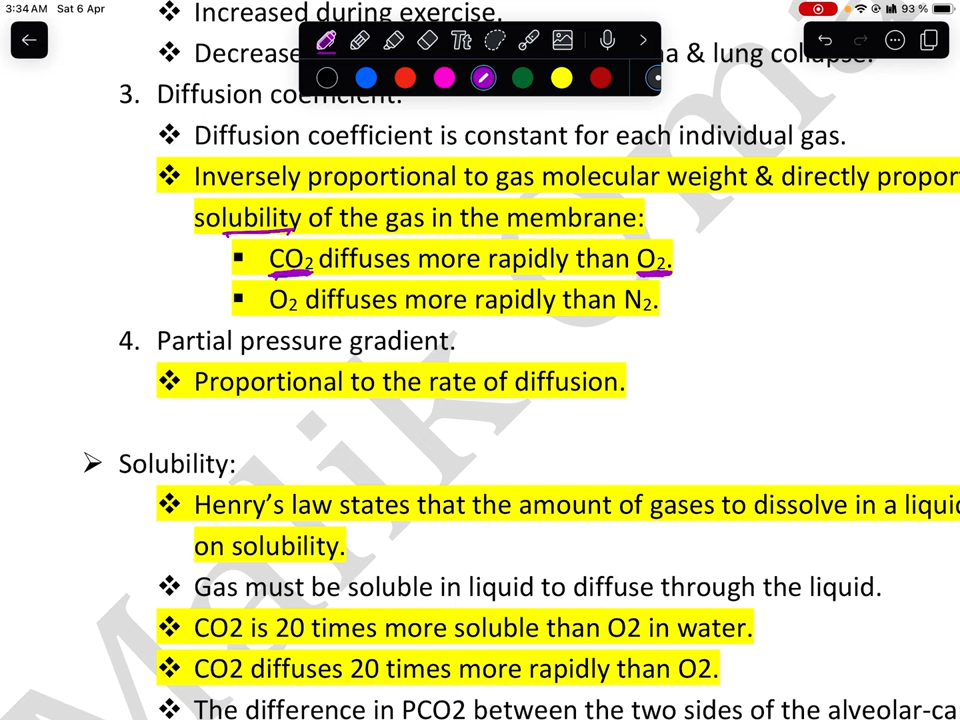 3:34 AM Sat 6 Apr 93 %
❖ Increased during exercise.
❖ Decrease a & lung collapse.
3. Diffusion coefficient:
❖ Diffusion coefficient is constant for each individual gas.
❖ Inversely proportional to gas molecular weight & directly propor
solubility of the gas in the membrane:
▪ CO2 diffuses more rapidly than O2.
▪ O2 diffuses more rapidly than N2.
4. Partial pressure gradient.
❖ Proportional to the rate of diffusion.
➢ Solubility:
❖ Henry’s law states that the amount of gases to dissolve in a liqui
on solubility.
❖ Gas must be soluble in liquid to diffuse through the liquid.
❖ CO2 is 20 times more soluble than O2 in water.
❖ CO2 diffuses 20 times more rapidly than O2.
❖ The difference in PCO2 between the two sides of the alveolar-ca